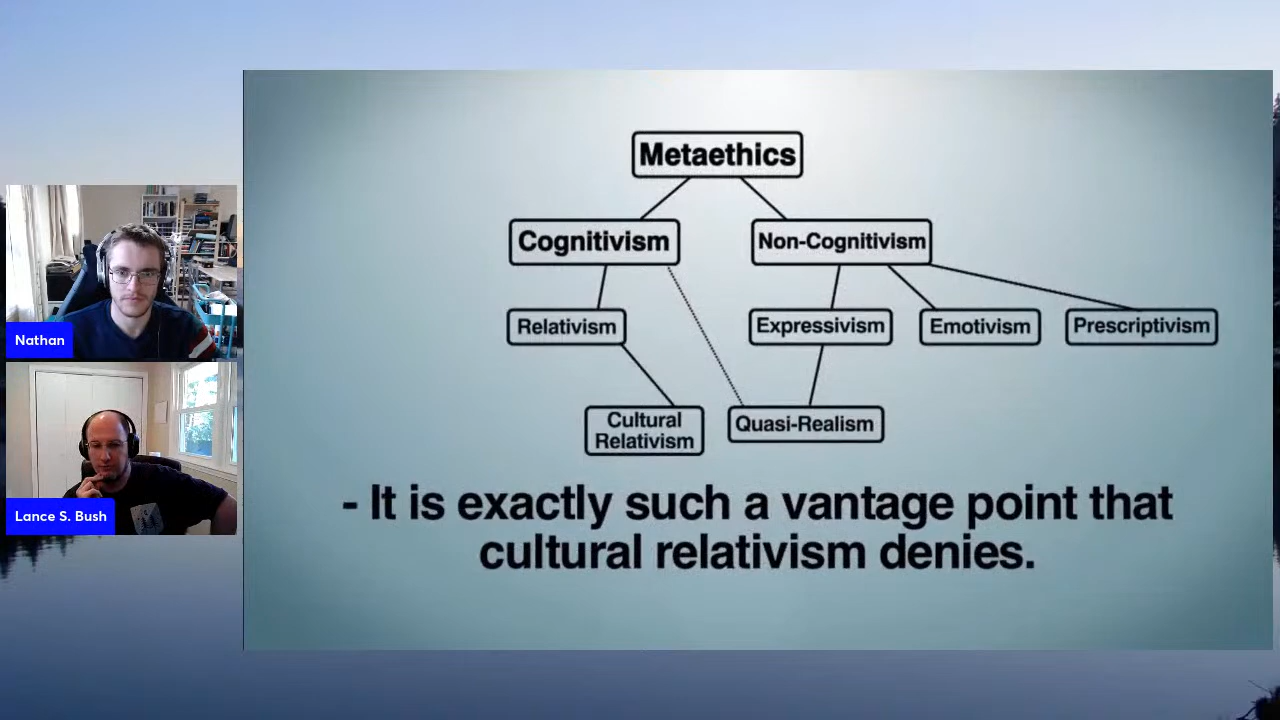 Metaethics
Cognitivism
Non-Cognitivism
Relativism
Expressivism
Emotivism
Prescriptivism
Cultural
Relativism
Quasi-Realism
- It is exactly such a vantage point that
cultural relativism denies.
Nathan
Lance S. Bush